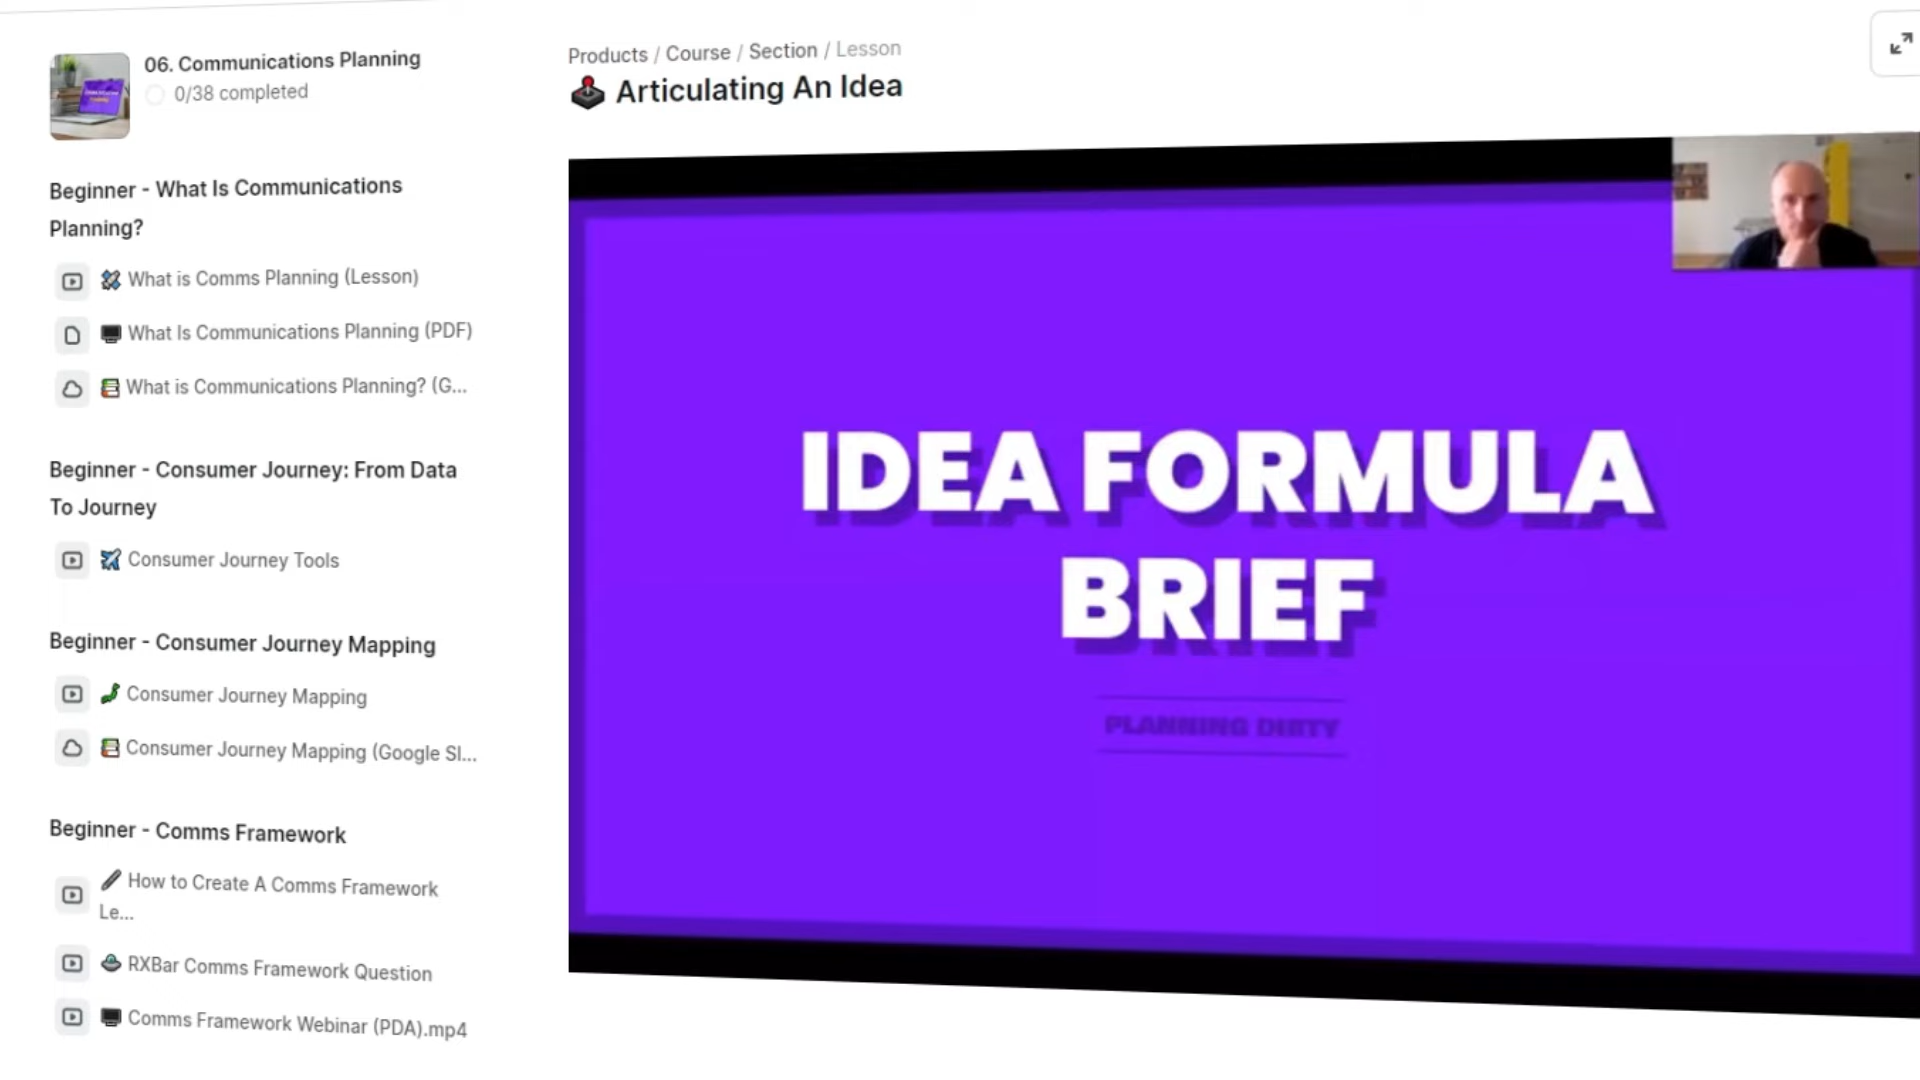 06. Communications Planning
0/38 completed
Beginner - What Is Communications
Planning?
What is Comms Planning (Lesson)
What Is Communications Planning (PDF)
What is Communications Planning? (G...
Beginner - Consumer Journey: From Data
To Journey
Consumer Journey Tools
Beginner - Consumer Journey Mapping
Consumer Journey Mapping
Consumer Journey Mapping (Google Sl...
Beginner - Comms Framework
How to Create A Comms Framework
Le...
RXBar Comms Framework Question
Comms Framework Webinar (PDA).mp4
Products / Course / Section / Lesson
Articulating An Idea
IDEA FORMULA
BRIEF
PLANNING DIRTY